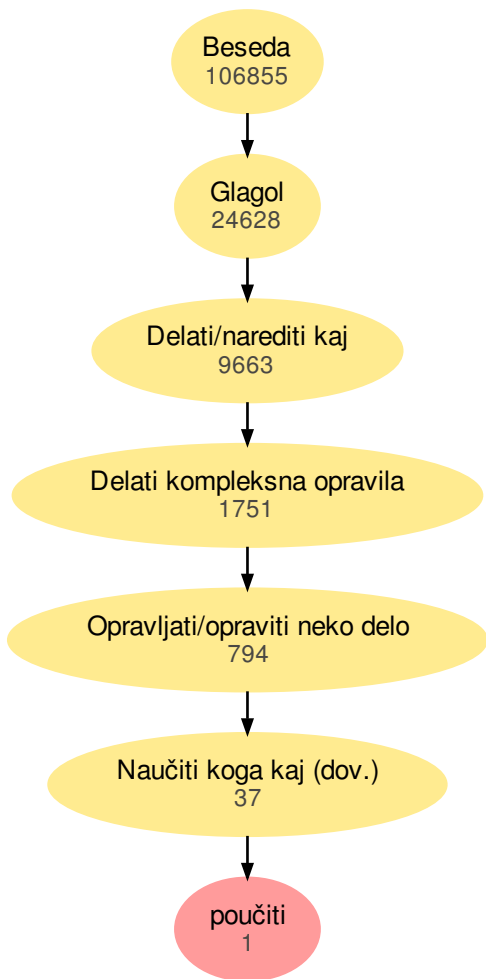 Beseda
106855
Glagol
24628
Delati/narediti kaj
9663
Delati kompleksna opravila
1751
Opravljati/opraviti neko delo
794
Naučiti koga kaj (dov.)
37
poučiti
1